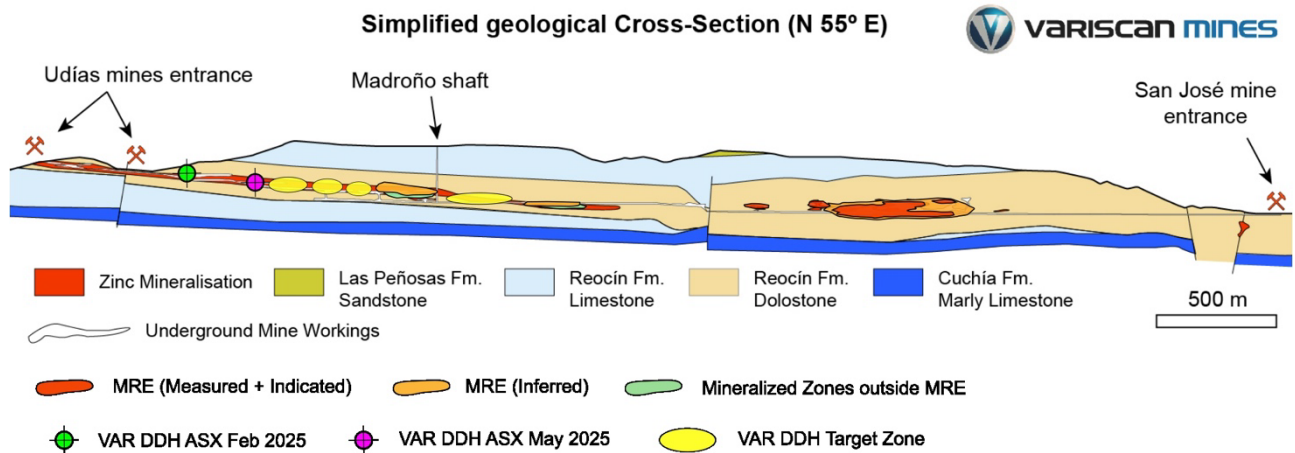 Simplified geological Cross-Section (N 55º E)
VARISCAN MINES
Udías mines entrance
Madroño shaft
San José mine
entrance
Zinc Mineralisation
Las Peñosas Fm.
Sandstone
Reocín Fm.
Limestone
Reocín Fm.
Dolostone
Cuchía Fm.
Marly Limestone
500 m
Underground Mine Workings
MRE (Measured + Indicated)
MRE (Inferred)
Mineralized Zones outside MRE
VAR DDH ASX Feb 2025
VAR DDH ASX May 2025
VAR DDH Target Zone